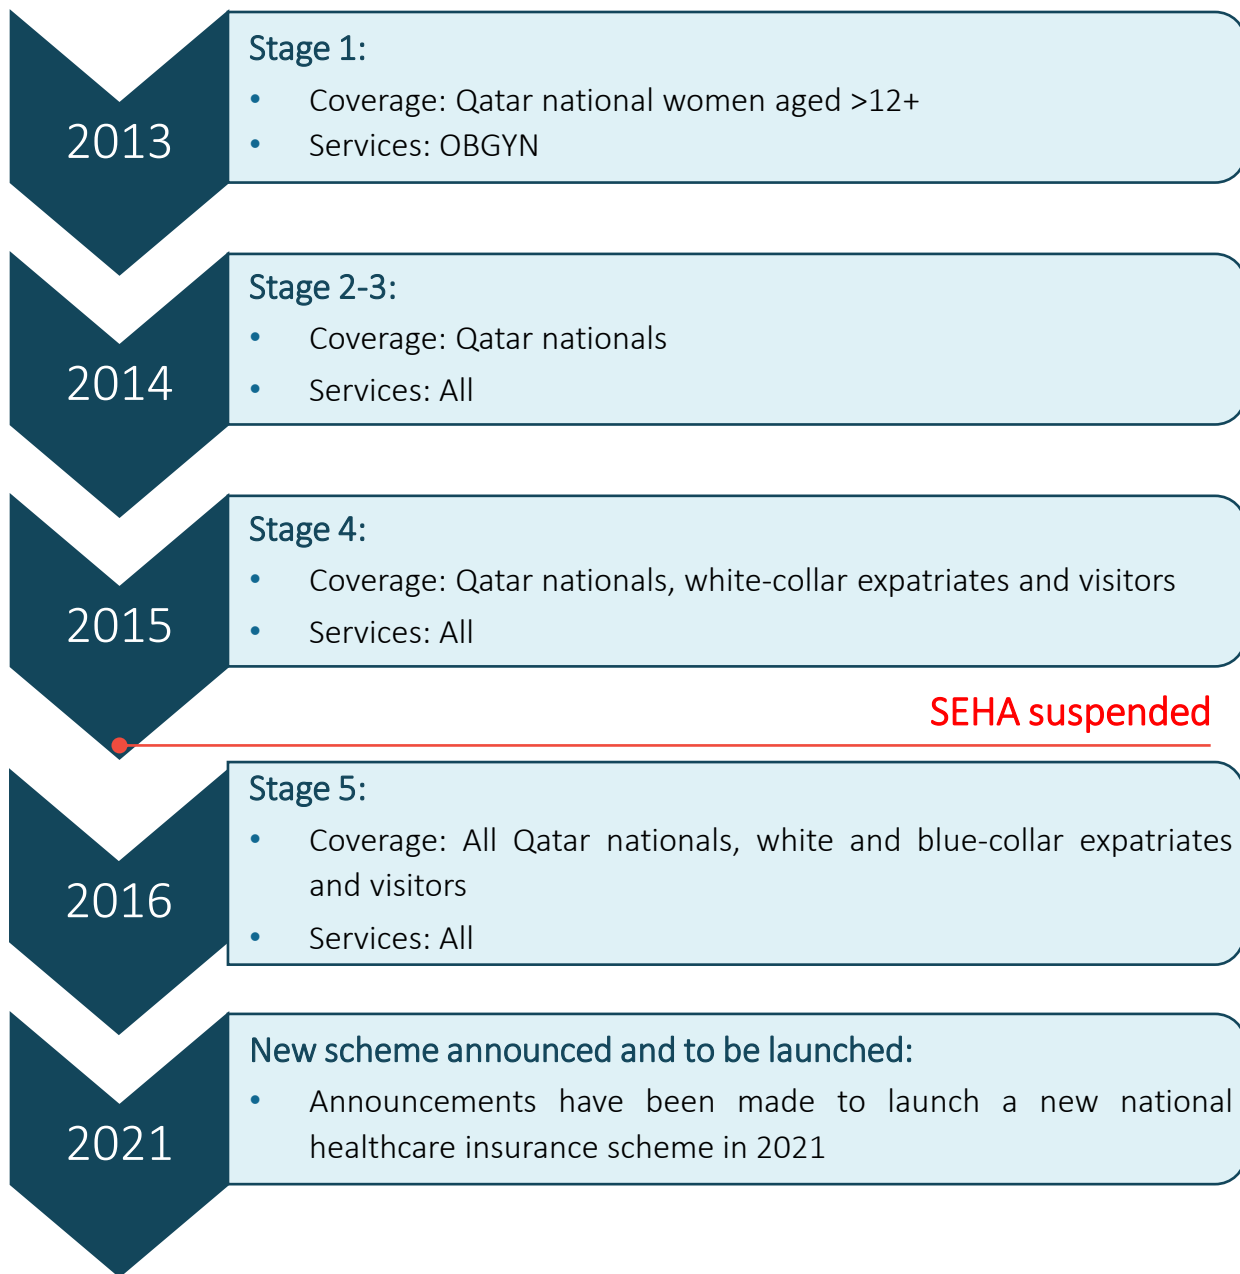 2013
Stage 1:
• Coverage: Qatar national women aged >12+
• Services: OBGYN
2014
Stage 2-3:
• Coverage: Qatar nationals
• Services: All
2015
Stage 4:
• Coverage: Qatar nationals, white-collar expatriates and visitors
• Services: All
SEHA suspended
2016
Stage 5:
• Coverage: All Qatar nationals, white and blue-collar expatriates
and visitors
• Services: All
2021
New scheme announced and to be launched:
• Announcements have been made to launch a new national
healthcare insurance scheme in 2021